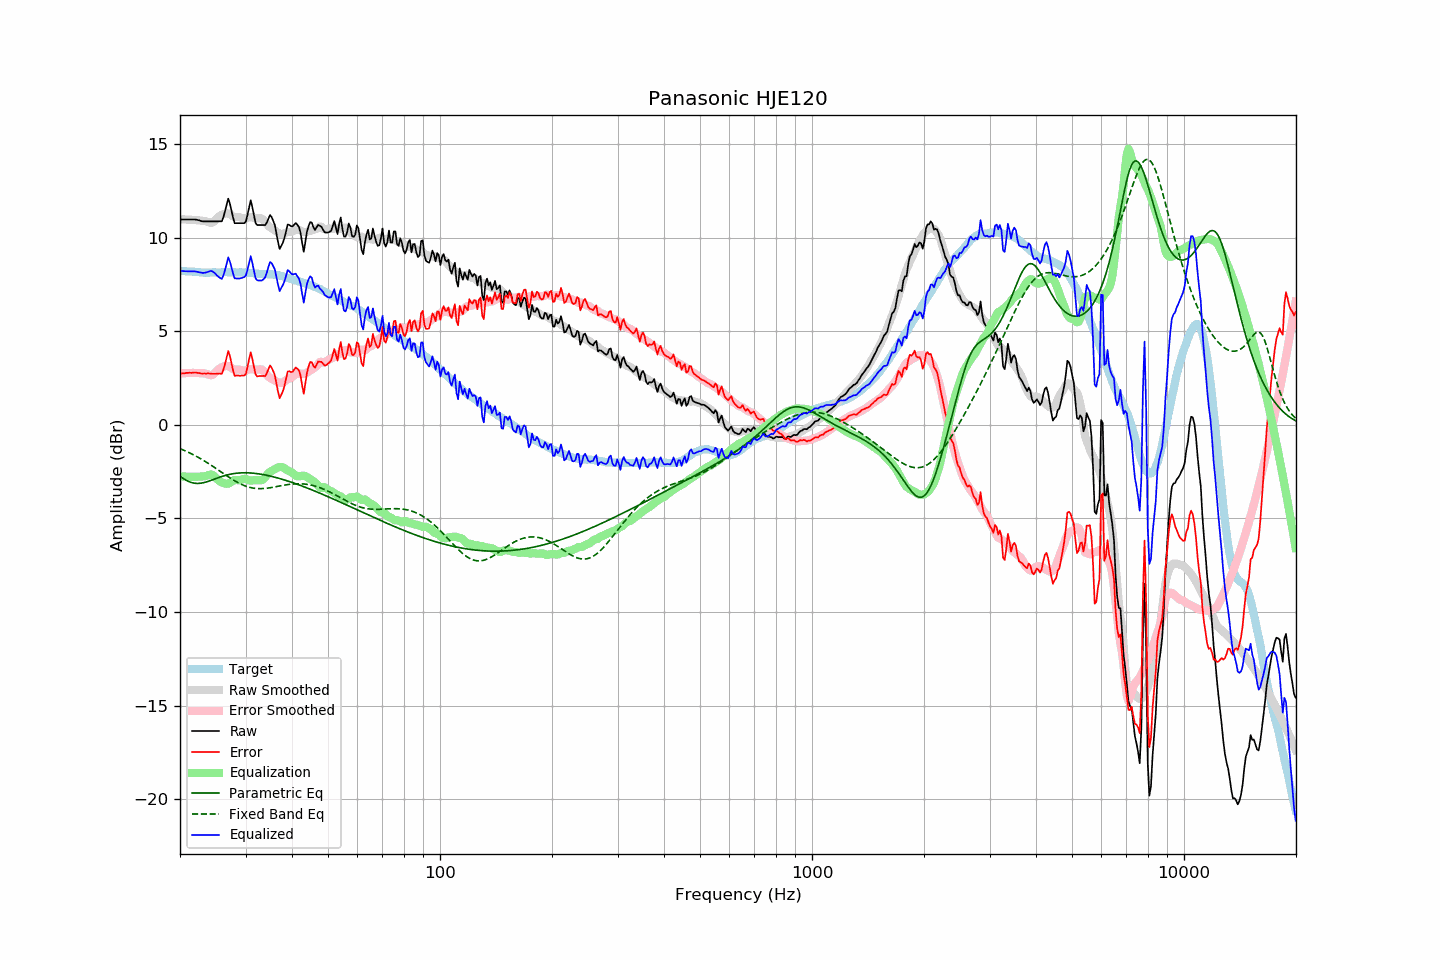 Panasonic HJE120
Amplitude (dBr)
15
10
5
0
−5
−10
−15
−20
Target
Raw Smoothed
Error Smoothed
Raw
Error
Equalization
Parametric Eq
Fixed Band Eq
Equalized
100
1000
10000
Frequency (Hz)